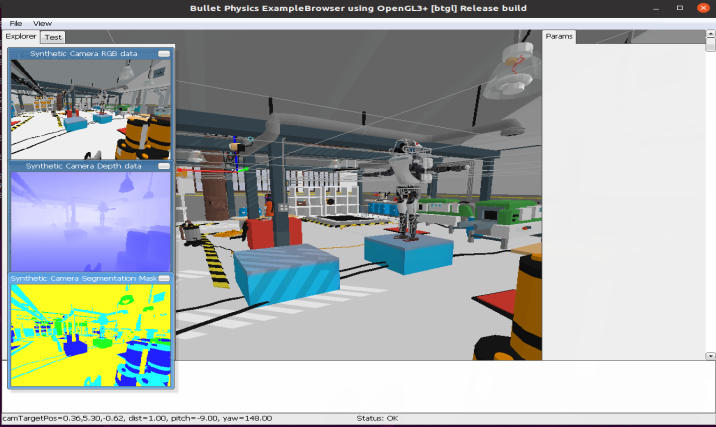 Bullet Physics ExampleBrowser using OpenGL3+ [btgl] Release build
File View
Explorer Test
Params
Synthetic Camera RGB data
Synthetic Camera Depth data
Synthetic Camera Segmentation Mask
camTargetPos=0.36,5.30,-0.62, dist=1.00, pitch=-9.00, yaw=148.00
Status: OK